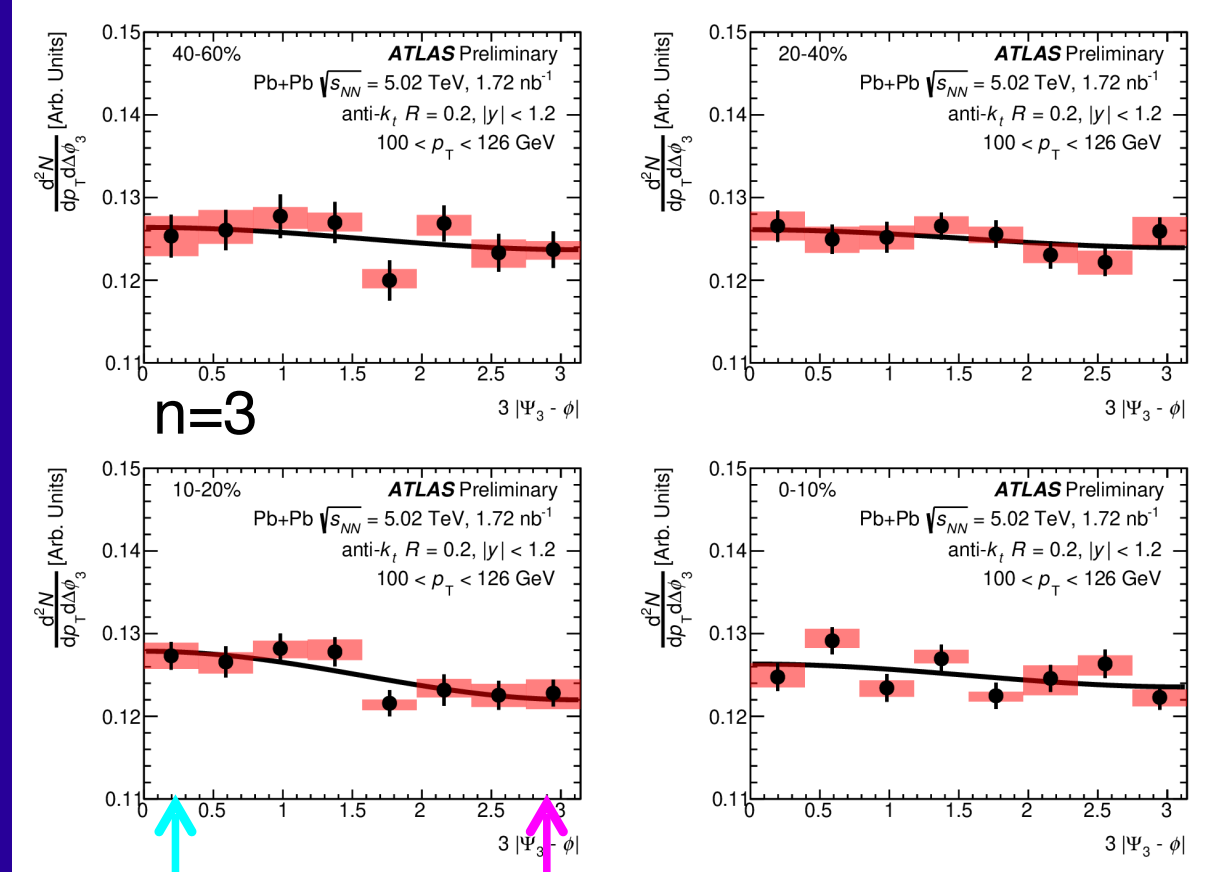 40-60% ATLAS Preliminary
Pb+Pb √sNN = 5.02 TeV, 1.72 nb-1
anti-kt R = 0.2, |y| < 1.2
100 < pT < 126 GeV
d2N
dpTdΔϕ3
[Arb. Units]
0.15
0.14
0.13
0.12
0.11
0 0.5 1 1.5 2 2.5 3
3 |Ψ3 - ϕ|
20-40% ATLAS Preliminary
Pb+Pb √sNN = 5.02 TeV, 1.72 nb-1
anti-kt R = 0.2, |y| < 1.2
100 < pT < 126 GeV
d2N
dpTdΔϕ3
[Arb. Units]
0.15
0.14
0.13
0.12
0.11
0 0.5 1 1.5 2 2.5 3
3 |Ψ3 - ϕ|
n=3
10-20% ATLAS Preliminary
Pb+Pb √sNN = 5.02 TeV, 1.72 nb-1
anti-kt R = 0.2, |y| < 1.2
100 < pT < 126 GeV
d2N
dpTdΔϕ3
[Arb. Units]
0.15
0.14
0.13
0.12
0.11
0 0.5 1 1.5 2 2.5 3
3 |Ψ3 - ϕ|
0-10% ATLAS Preliminary
Pb+Pb √sNN = 5.02 TeV, 1.72 nb-1
anti-kt R = 0.2, |y| < 1.2
100 < pT < 126 GeV
d2N
dpTdΔϕ3
[Arb. Units]
0.15
0.14
0.13
0.12
0.11
0 0.5 1 1.5 2 2.5 3
3 |Ψ3 - ϕ|